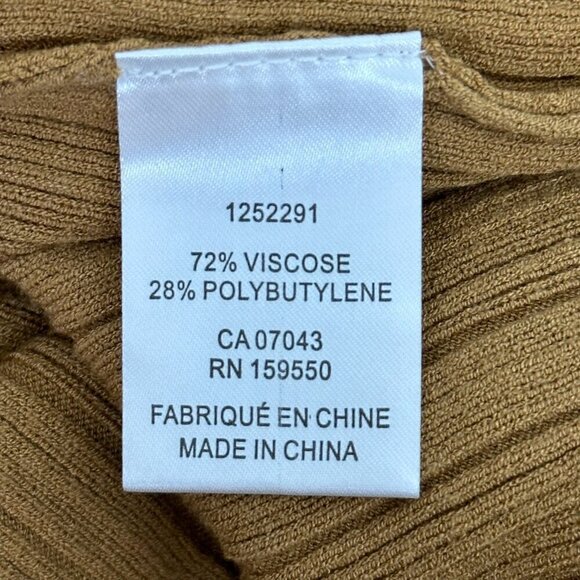 1252291
72% VISCOSE
28% POLYBUTYLENE
CA 07043
RN 159550
FABRIQUÉ EN CHINE
MADE IN CHINA